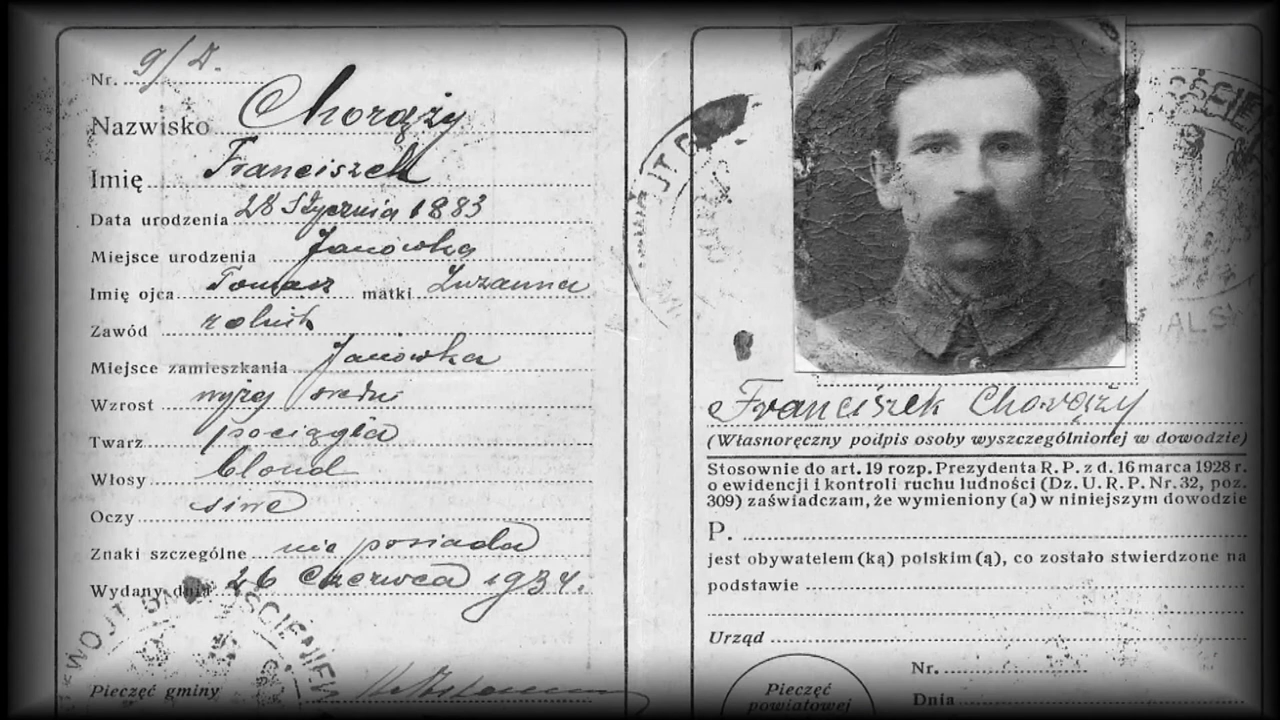 Nr. 9/D.
Nazwisko Chorąży
Imię Franciszek
Data urodzenia 28 Stycznia 1883
Miejsce urodzenia Janówka
Imię ojca Tomasz matki Zuzanna
Zawód rolnik
Miejsce zamieszkania Janówka
Wzrost wyżej średni
Twarz pociągła
Włosy blond
Oczy siwe
Znaki szczególne nie posiada
Wydany dnia 26 Czerwca 1934.
WÓJT
Pieczęć gminy
WÓJT
Franciszek Chorąży
(Własnoręczny podpis osoby wyszczególnionej w dowodzie)
Stosownie do art. 19 rozp. Prezydenta R. P. z d. 16 marca 1928 r.
o ewidencji i kontroli ruchu ludności (Dz. U. R. P. Nr. 32, poz.
309) zaświadczam, że wymieniony (a) w niniejszym dowodzie
P.
jest obywatelem (ką) polskim (ą), co zostało stwierdzone na
podstawie
Urząd
Nr.
Dnia
Pieczęć
powiatowej